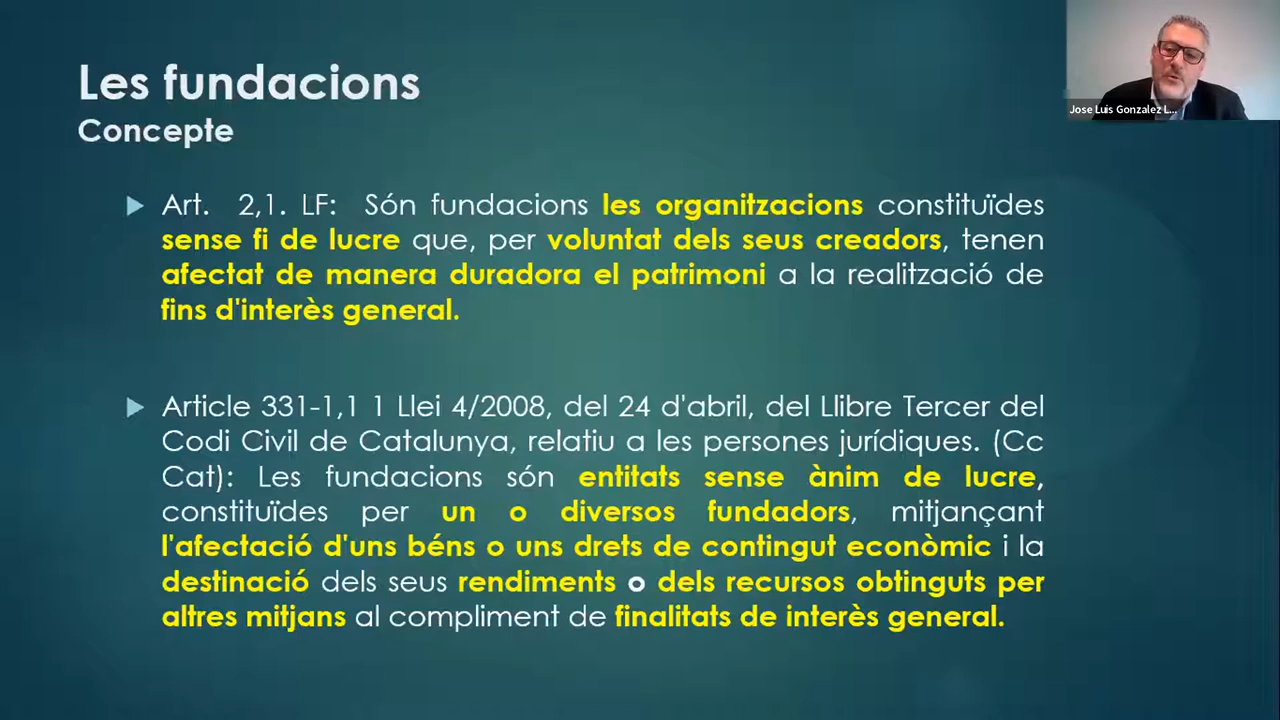 Les fundacions
Concepte
Jose Luis Gonzalez L...
Art. 2,1. LF: Són fundacions les organitzacions constituïdes
sense fi de lucre que, per voluntat dels seus creadors, tenen
afectat de manera duradora el patrimoni a la realització de
fins d'interès general.
Article 331-1,1 1 Llei 4/2008, del 24 d'abril, del Llibre Tercer del
Codi Civil de Catalunya, relatiu a les persones jurídiques. (Cc
Cat): Les fundacions són entitats sense ànim de lucre,
constituïdes per un o diversos fundadors, mitjançant
l'afectació d'uns béns o uns drets de contingut econòmic i la
destinació dels seus rendiments o dels recursos obtinguts per
altres mitjans al compliment de finalitats de interès general.